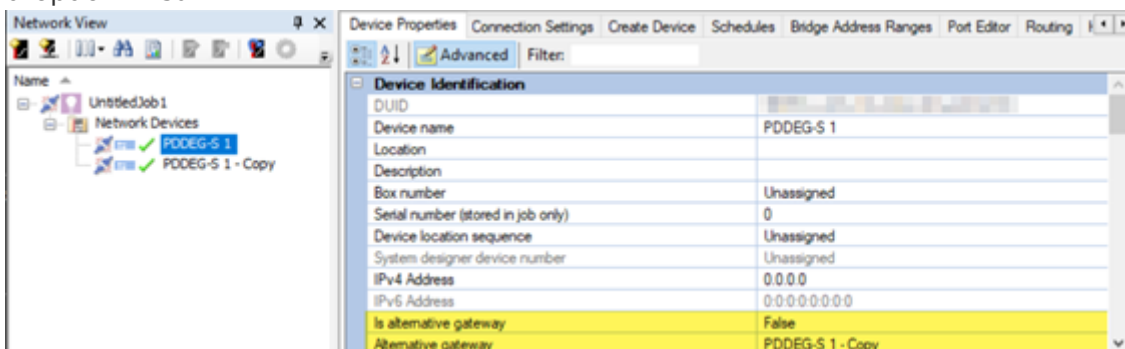 Network View
Name
UntitledJob1
Network Devices
PDDEG-S 1
PDDEG-S 1 - Copy
Device Properties Connection Settings Create Device Schedules Bridge Address Ranges Port Editor Routing
Advanced Filter:
Device Identification
DUID
Device name PDDEG-S 1
Location
Description
Box number Unassigned
Serial number (stored in job only) 0
Device location sequence Unassigned
System designer device number Unassigned
IPv4 Address 0.0.0.0
IPv6 Address 0:0:0:0:0:0:0:0
Is alternative gateway False
Alternative gateway PDDEG-S 1 - Copy